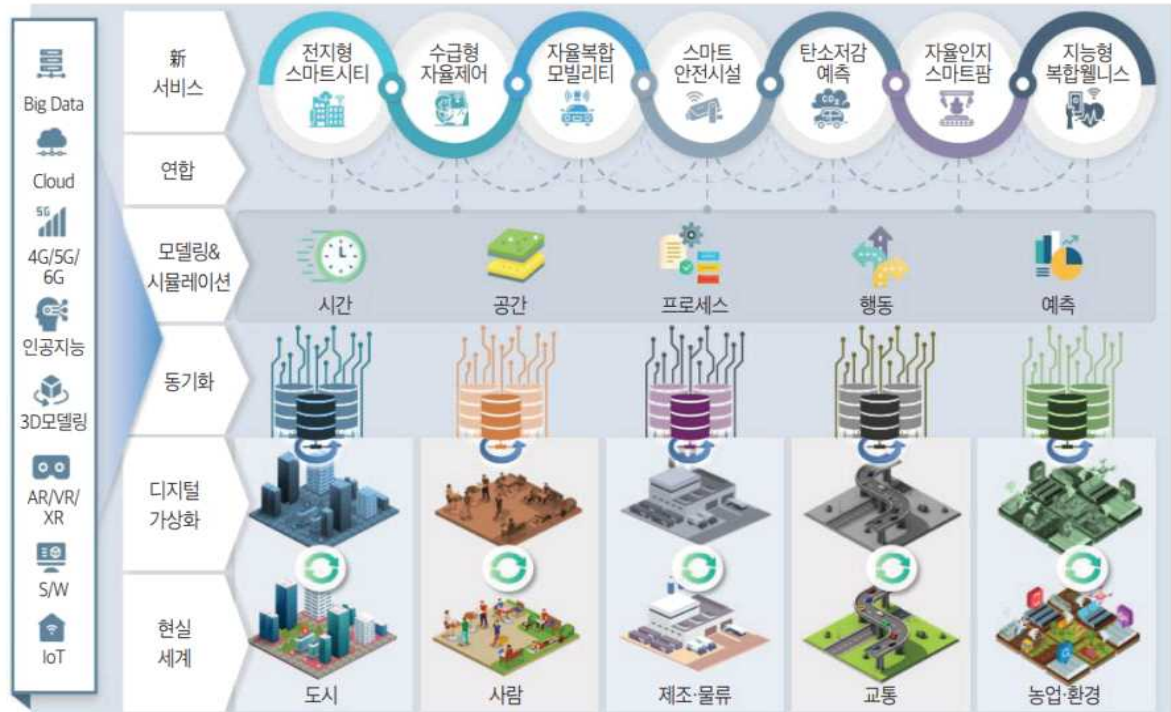 Big Data
Cloud
5G
4G/5G/
6G
인공지능
3D모델링
AR/VR/
XR
S/W
IoT
新
서비스
전지형
스마트시티
수급형
자율제어
자율복합
모빌리티
스마트
안전시설
탄소저감
예측
CO₂
자율인지
스마트팜
지능형
복합웰니스
연합
모델링&
시뮬레이션
시간
공간
프로세스
행동
예측
동기화
디지털
가상화
현실
세계
도시
사람
제조·물류
교통
농업·환경